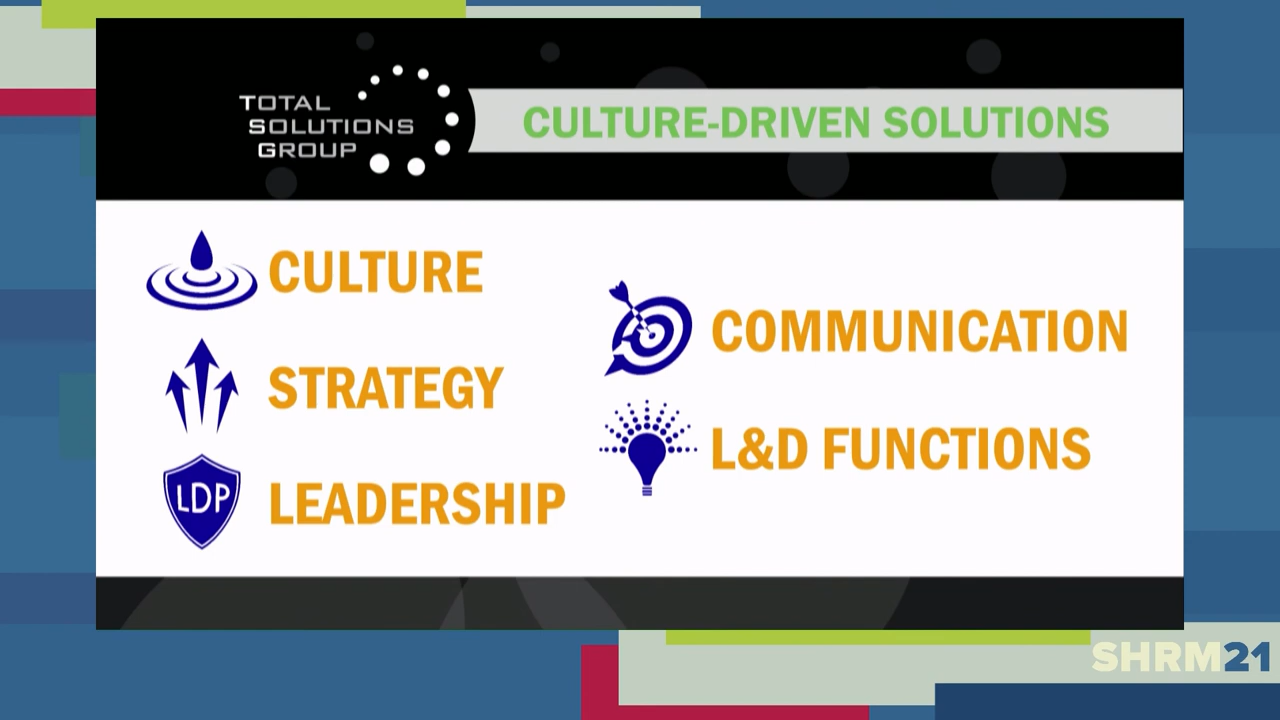 TOTAL
SOLUTIONS
GROUP
CULTURE-DRIVEN SOLUTIONS
CULTURE
STRATEGY
LDP
LEADERSHIP
COMMUNICATION
L&D FUNCTIONS
SHRM21